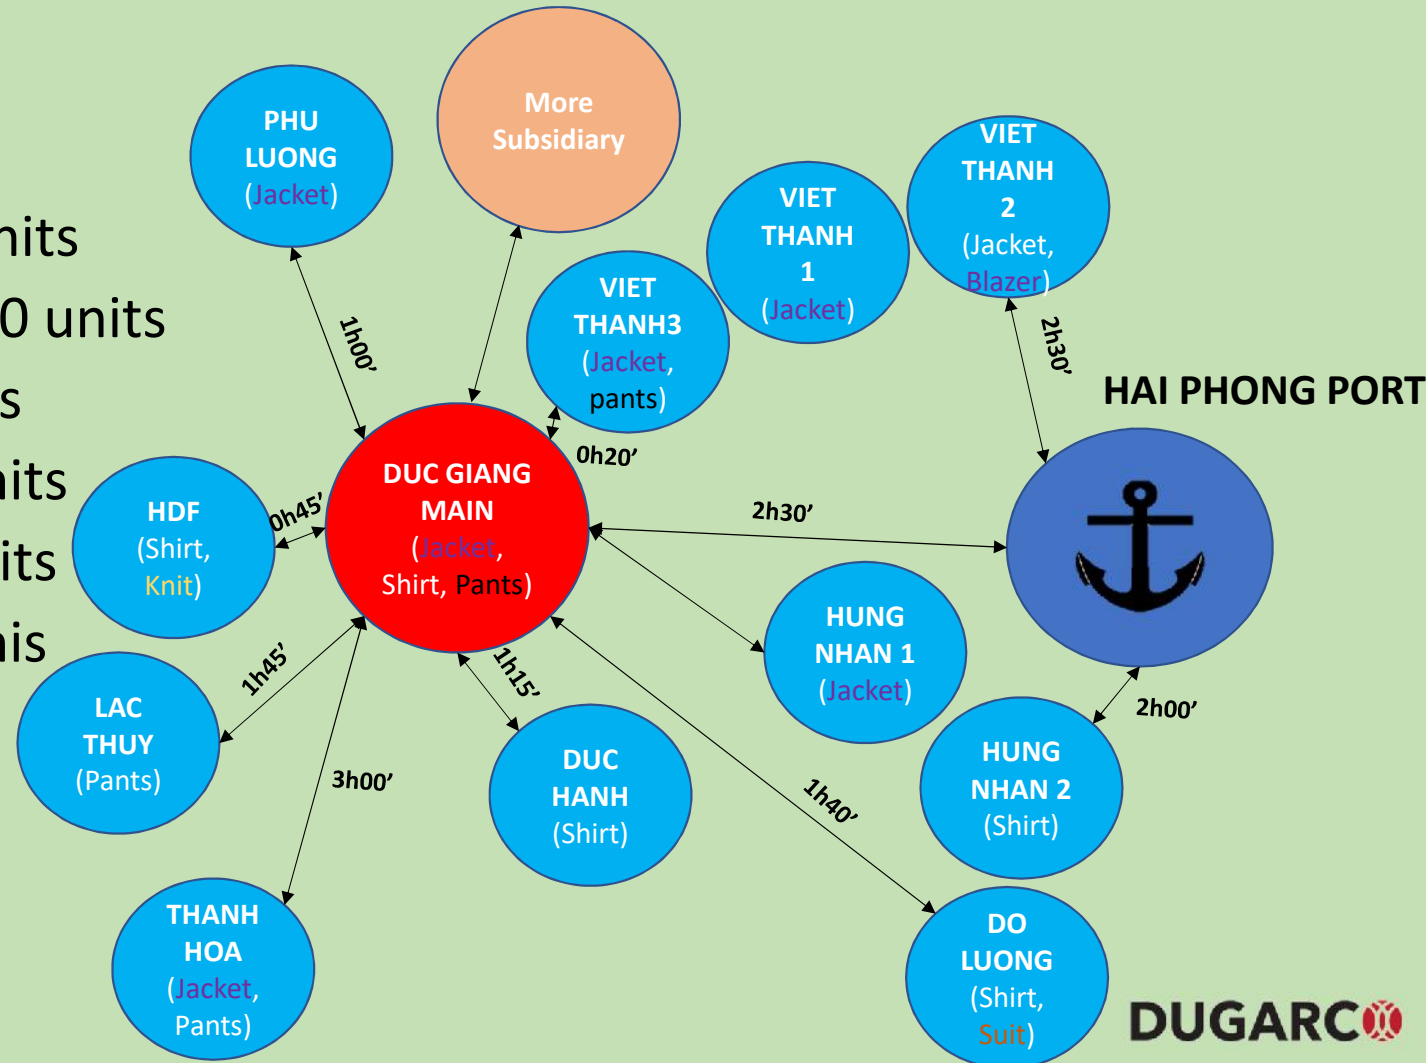 PHU
LUONG
(Jacket)
More
Subsidiary
VIET
THANH
1
(Jacket)
VIET
THANH
2
(Jacket,
Blazer)
VIET
THANH3
(Jacket,
pants)
nits
0 units
s
nits
its
nis
1h00’
2h30’
HAI PHONG PORT
0h20’
DUC GIANG
MAIN
(Jacket,
Shirt, Pants)
HDF
(Shirt,
Knit)
0h45’
2h30’
HUNG
NHAN 1
(Jacket)
LAC
THUY
(Pants)
1h45’
1h15’
3h00’
DUC
HANH
(Shirt)
1h40’
HUNG
NHAN 2
(Shirt)
2h00’
THANH
HOA
(Jacket,
Pants)
DO
LUONG
(Shirt,
Suit)
DUGARCO